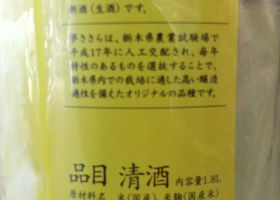 新酒(生酒)です。
夢ささらは、栃木県農業試験場で
平成17年に人工交配され、毎年
特性のあるものを選抜することで、
栃木県内での栽培に適した高い醸造
適性を備えたオリジナルの品種です。
品目 清酒 内容量1.8L
原材料名 米(国産)、米麹(国産米)